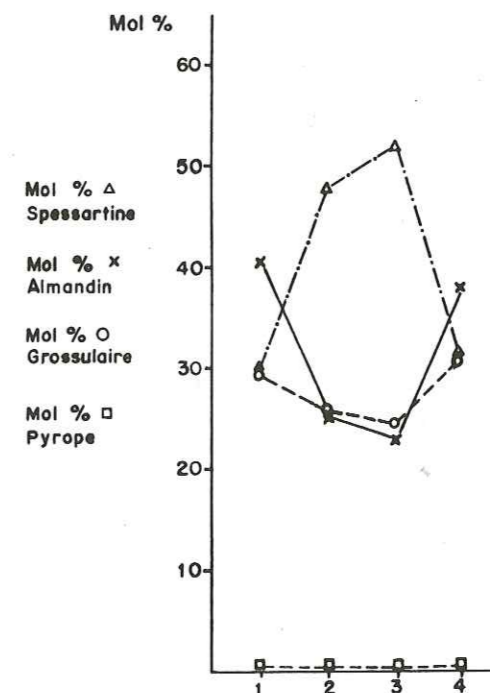 Mol %
60
50
40
30
20
10
Mol % △
Spessartine
Mol % ×
Almandin
Mol % ○
Grossulaire
Mol % □
Pyrope
1 2 3 4